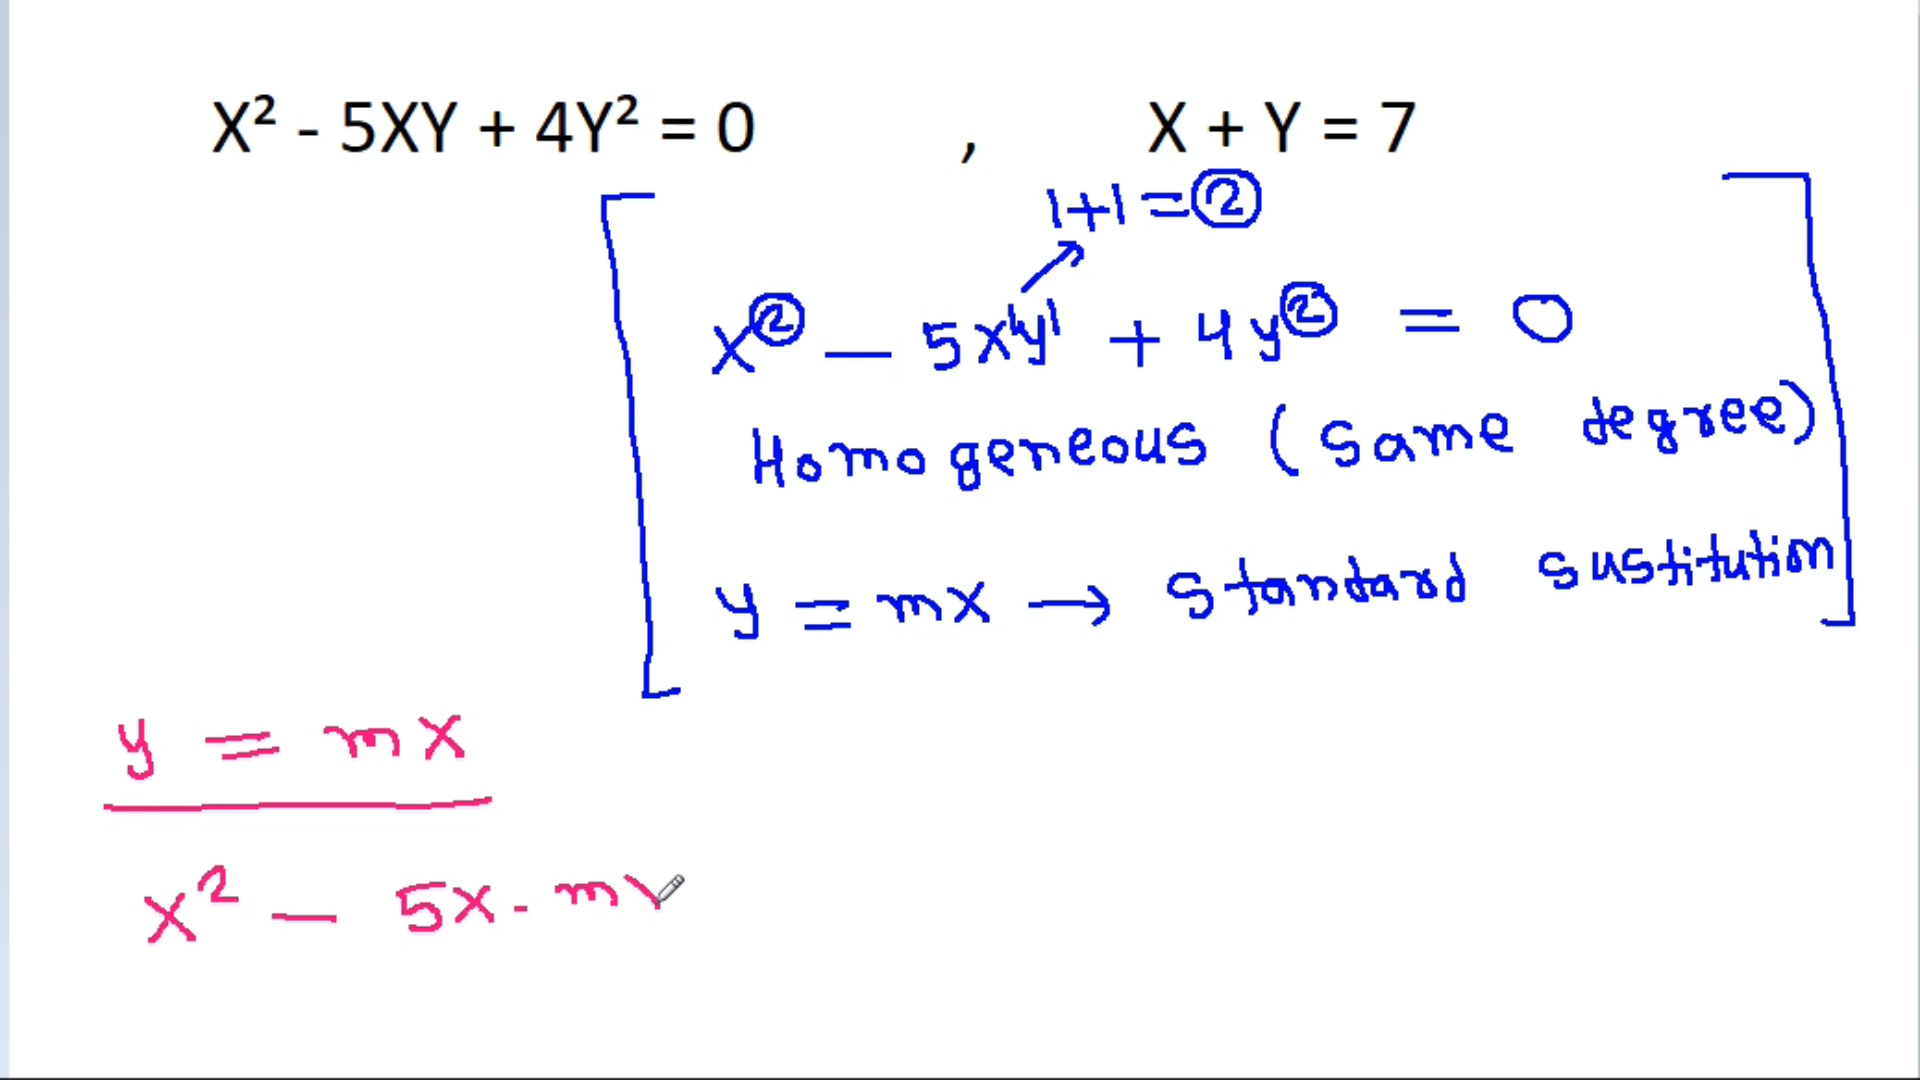 X² - 5XY + 4Y² = 0 , X + Y = 7
1+1 = 2
x² - 5x¹y¹ + 4y² = 0
Homogeneous (same degree)
y = mx → standard sustitution
y = mx
x² - 5x . mx